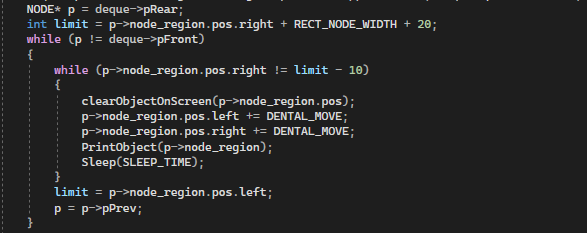 NODE* p = deque->pRear;
int limit = p->node_region.pos.right + RECT_NODE_WIDTH + 20;
while (p != deque->pFront)
{
while (p->node_region.pos.right != limit - 10)
{
clearObjectOnScreen(p->node_region.pos);
p->node_region.pos.left += DENTAL_MOVE;
p->node_region.pos.right += DENTAL_MOVE;
PrintObject(p->node_region);
Sleep(SLEEP_TIME);
}
limit = p->node_region.pos.left;
p = p->pPrev;
}